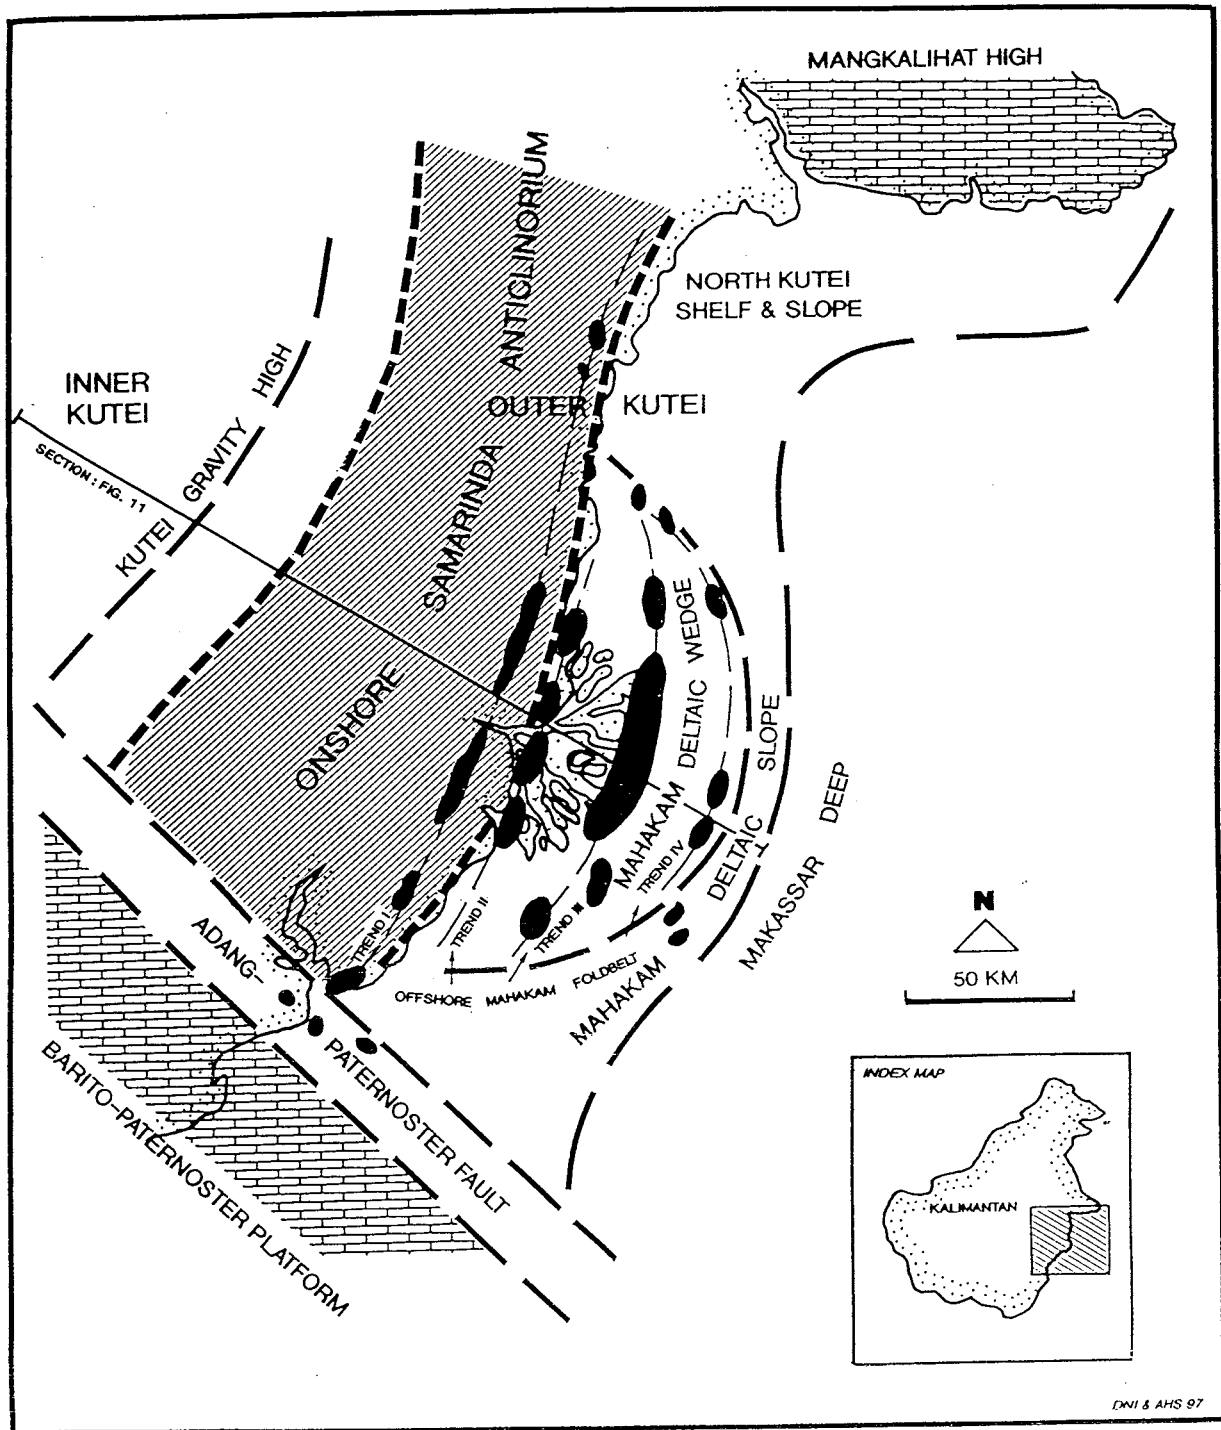 MANGKALIHAT HIGH
ONSHORE SAMARINDA ANTICLINORIUM
NORTH KUTEI
SHELF & SLOPE
INNER
KUTEI
KUTEI GRAVITY HIGH
OUTER KUTEI
SECTION : FIG. 11
MAHAKAM DELTAIC WEDGE
MAHAKAM DELTAIC SLOPE
MAKASSAR DEEP
TREND I
TREND II
TREND III
TREND IV
OFFSHORE MAHAKAM FOLDBELT
ADANG-PATERNOSTER FAULT
BARITO-PATERNOSTER PLATFORM
N
50 KM
INDEX MAP
KALIMANTAN
DNI & AHS 97